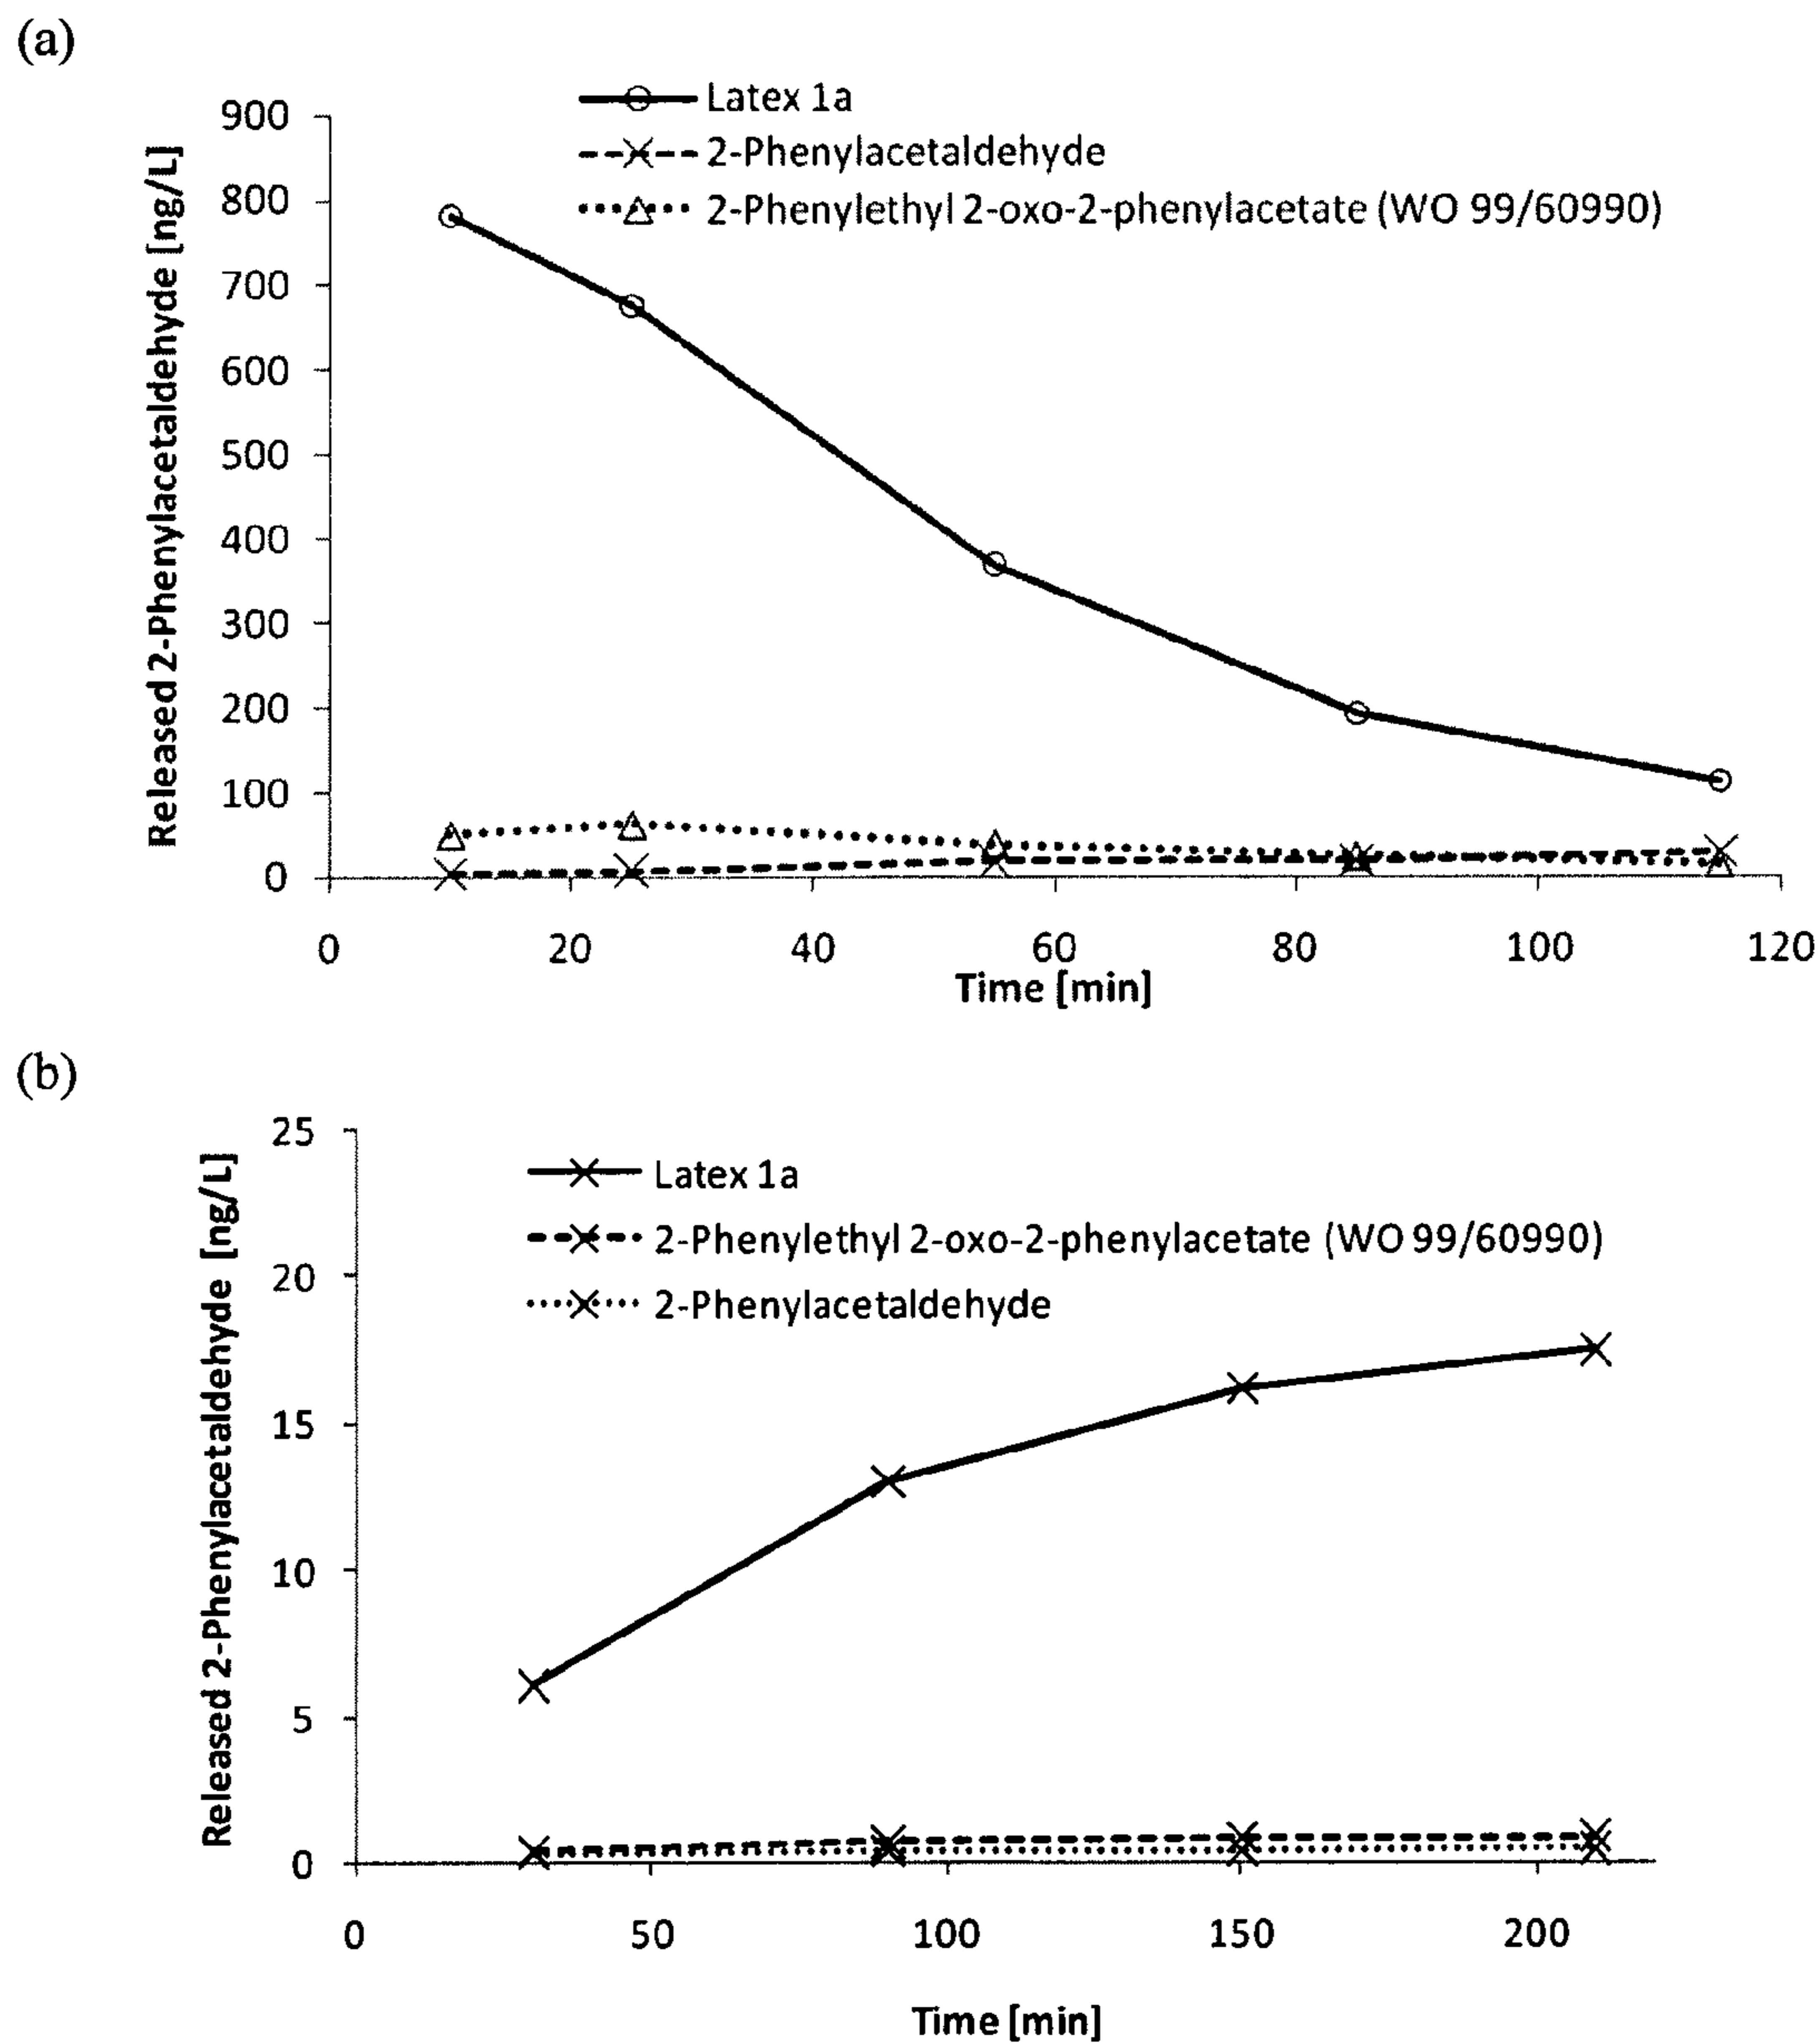 (a)
Latex 1a
2-Phenylacetaldehyde
2-Phenylethyl 2-oxo-2-phenylacetate (WO 99/60990)
Released 2-Phenylacetaldehyde [ng/L]
900
800
700
600
500
400
300
200
100
0
0 20 40 60 80 100 120
Time [min]
(b)
Latex 1a
2-Phenylethyl 2-oxo-2-phenylacetate (WO 99/60990)
2-Phenylacetaldehyde
Released 2-Phenylacetaldehyde [ng/L]
25
20
15
10
5
0
0 50 100 150 200
Time [min]